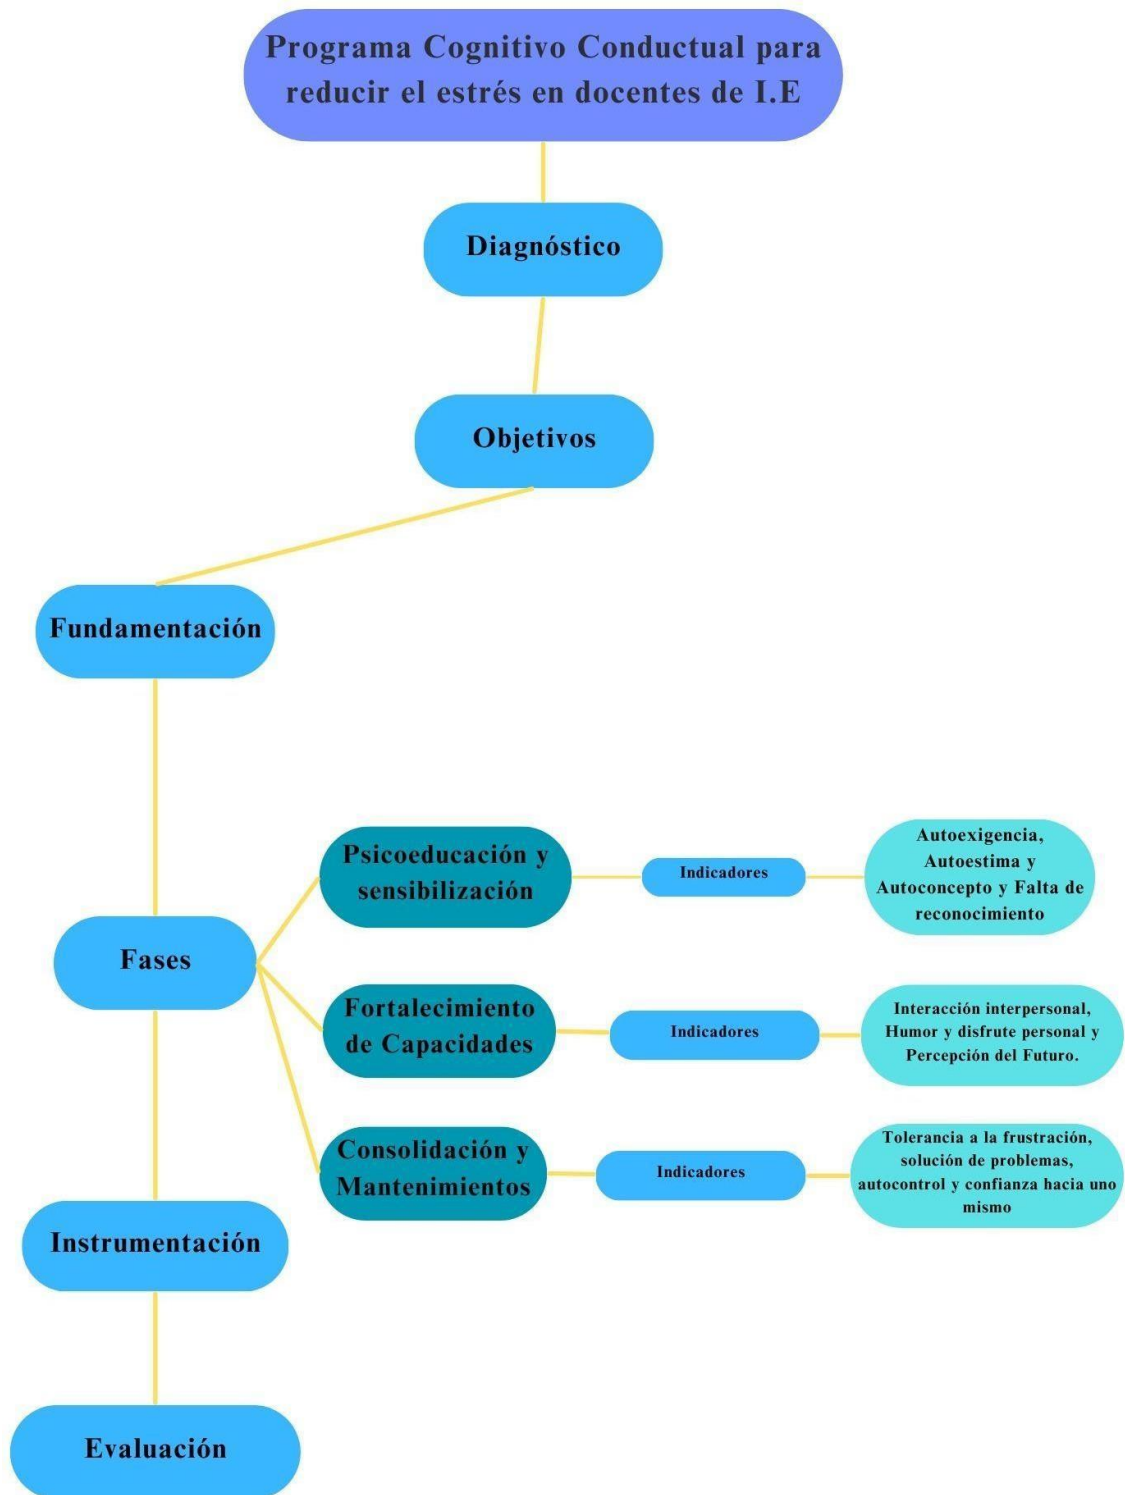 Programa Cognitivo Conductual para
reducir el estrés en docentes de I.E
Diagnóstico
Objetivos
Fundamentación
Fases
Psicoeducación y
sensibilización
Indicadores
Autoexigencia,
Autoestima y
Autoconcepto y Falta de
reconocimiento
Fortalecimiento
de Capacidades
Indicadores
Interacción interpersonal,
Humor y disfrute personal y
Percepción del Futuro.
Consolidación y
Mantenimientos
Indicadores
Tolerancia a la frustración,
solución de problemas,
autocontrol y confianza hacia uno
mismo
Instrumentación
Evaluación